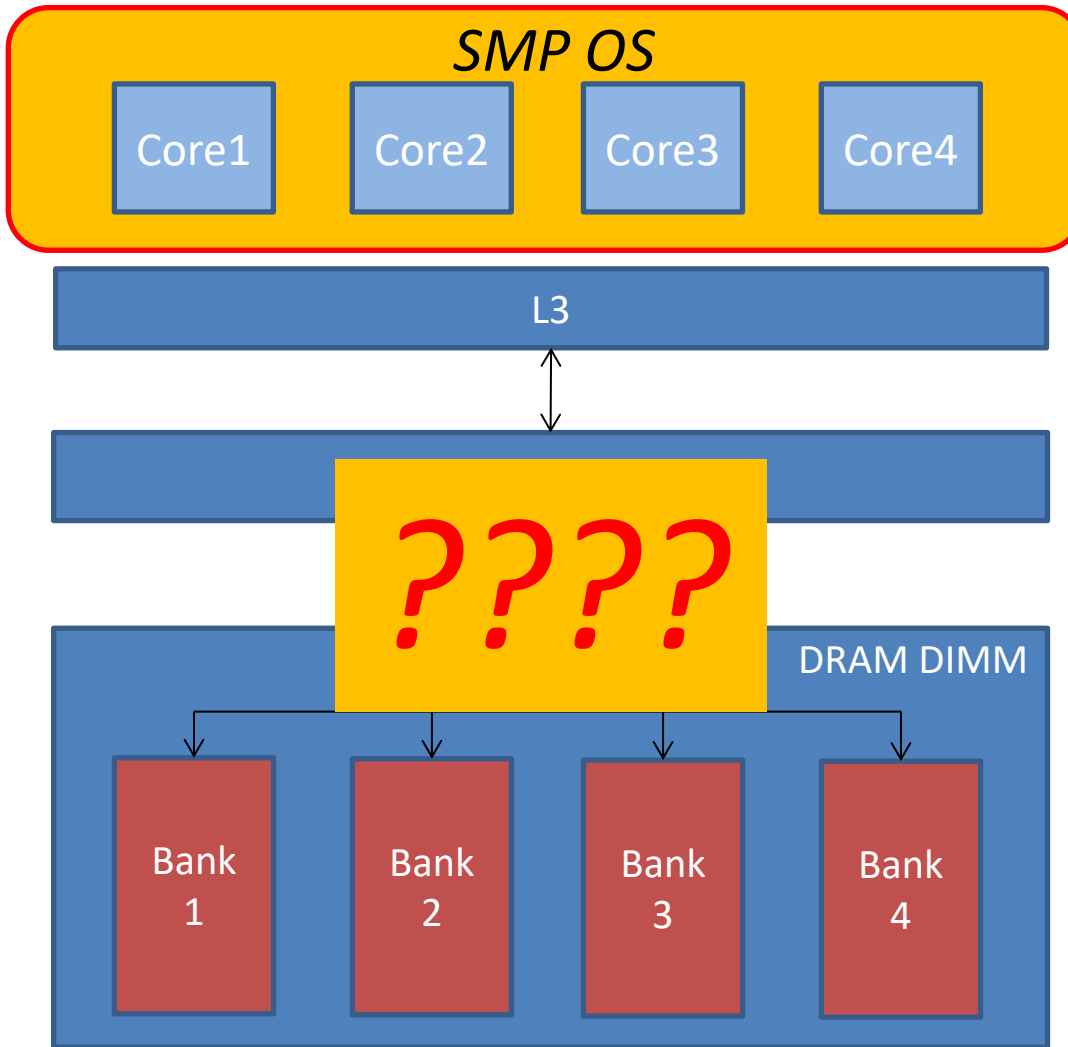 SMP OS
Core1
Core2
Core3
Core4
L3
????
DRAM DIMM
Bank
1
Bank
2
Bank
3
Bank
4